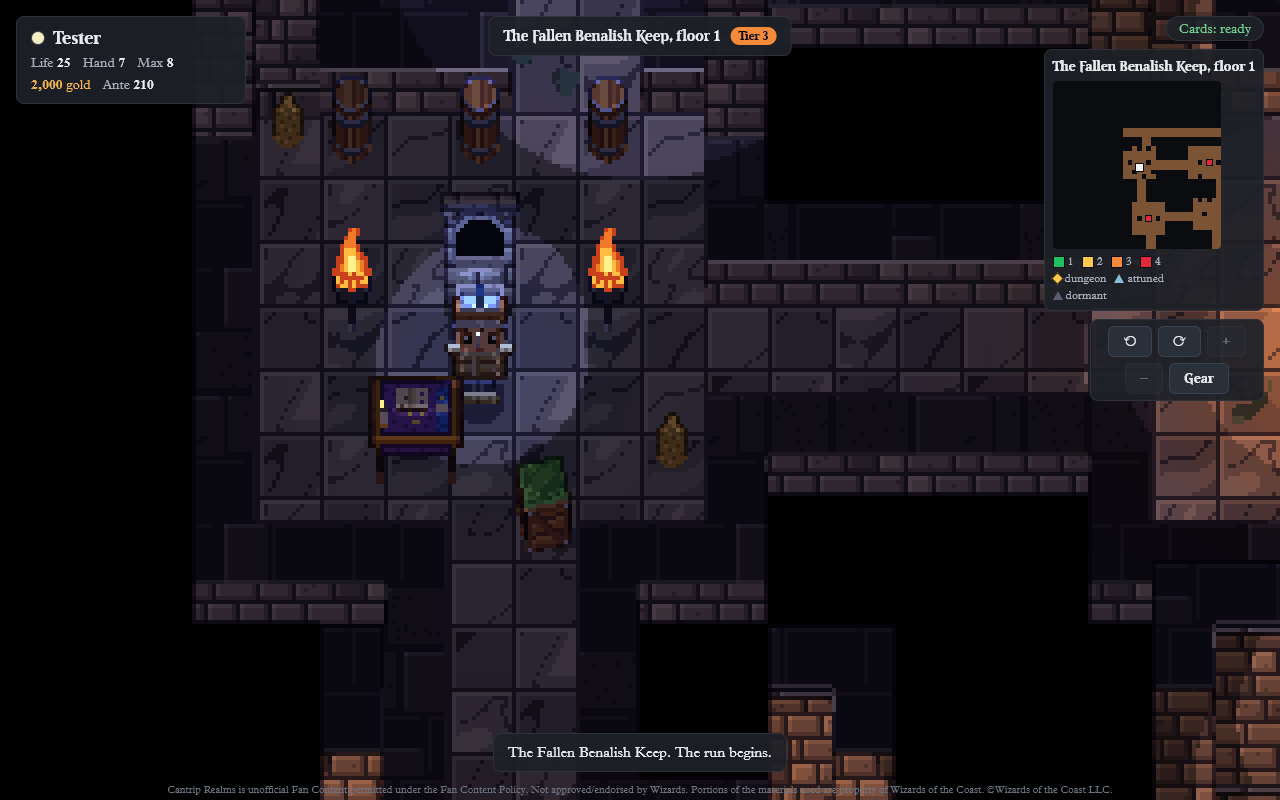 Tester
Life 25 Hand 7 Max 8
2,000 gold Ante 210
The Fallen Benalish Keep, floor 1 Tier 3
Cards: ready
The Fallen Benalish Keep, floor 1
1 2 3 4
dungeon attuned
dormant
+
−
Gear
The Fallen Benalish Keep. The run begins.
Cantrip Realms is unofficial Fan Content permitted under the Fan Content Policy. Not approved/endorsed by Wizards. Portions of the materials used are property of Wizards of the Coast. ©Wizards of the Coast LLC.